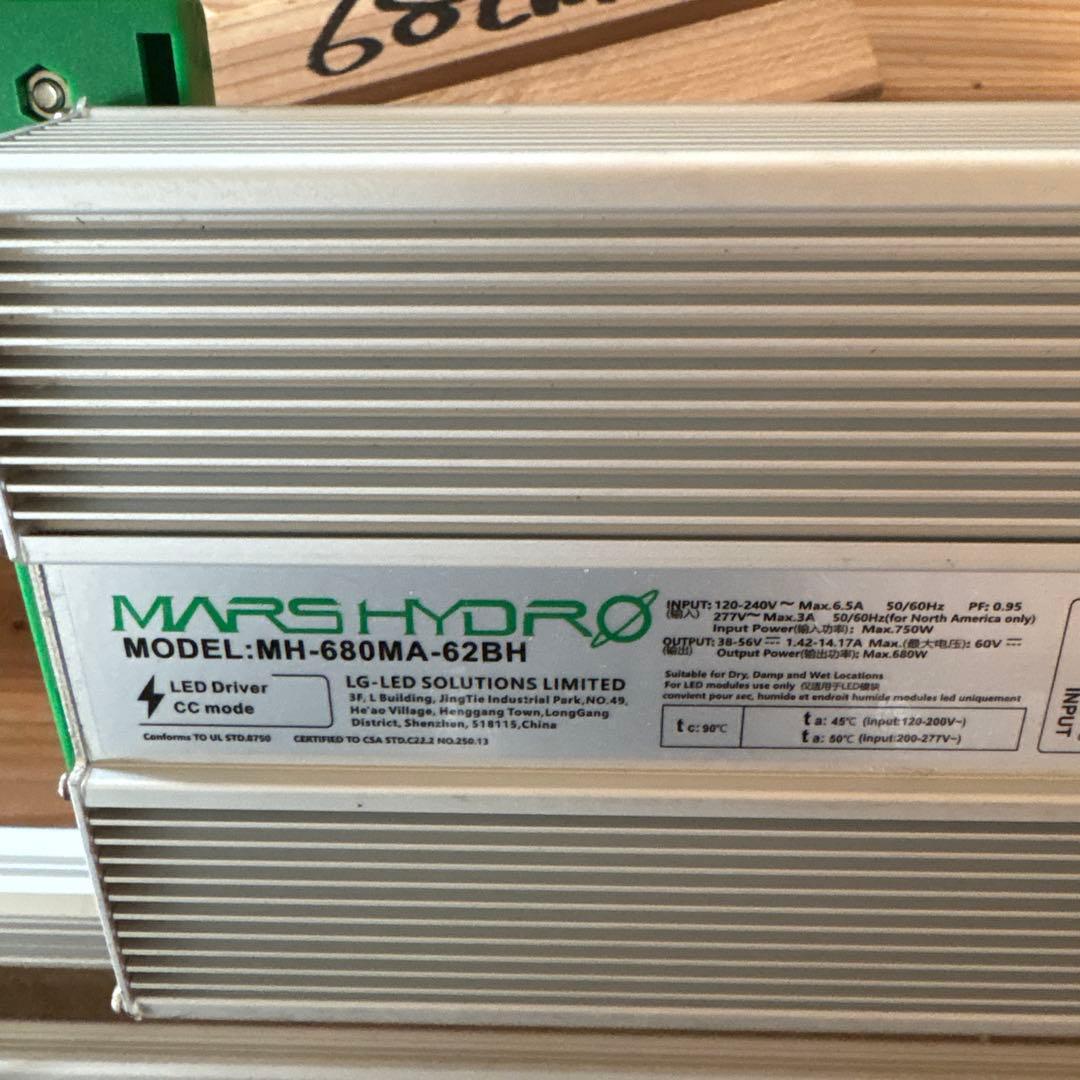 68cm
MARS HYDRO
MODEL:MH-680MA-62BH
LG-LED SOLUTIONS LIMITED
3F, L Building, JingTie Industrial Park,NO.49,
He'ao Village, Henggang Town,LongGang
District, Shenzhen, 518115,China
LED Driver
CC mode
Conforms TO UL STD.8750 CERTIFIED TO CSA STD.C22.2 NO.250.13
INPUT: 120-240V～ Max.6.5A 50/60Hz PF: 0.95
(输入) 277V～Max.3A 50/60Hz(for North America only)
Input Power(输入功率): Max.750W
OUTPUT: 38-56V⎓ 1.42-14.17A Max.(最大电压): 60V⎓
(输出) Output Power(输出功率): Max.680W
Suitable for Dry, Damp and Wet Locations
For LED modules use only 仅适用于LED模块
convient pour sec, humide et endroit humide modules led uniquement
tc: 90℃
ta: 45℃ (input:120-200V~)
ta: 50℃ (input:200-277V~)
INPUT